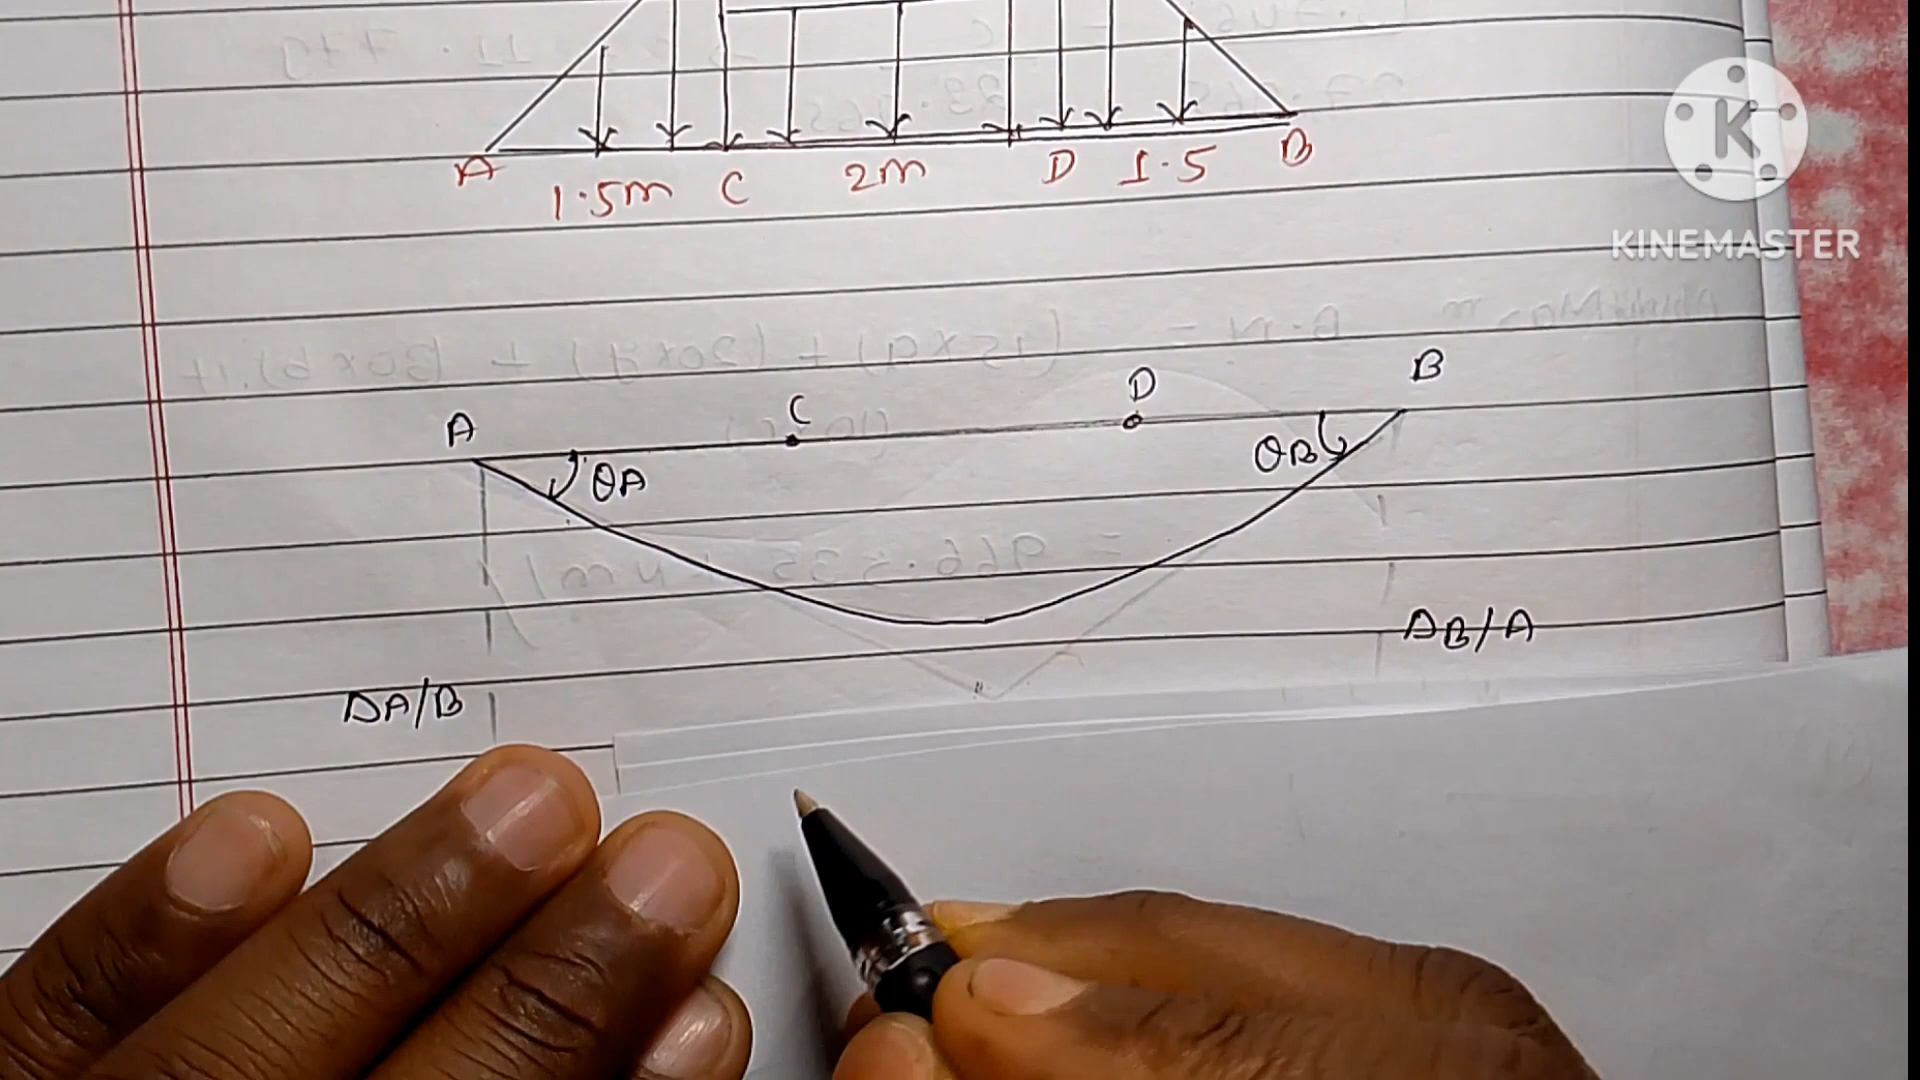 A 1.5m C 2m D 1.5 B
K
KINEMASTER
A C D B
θA θB
ΔA/B ΔB/A